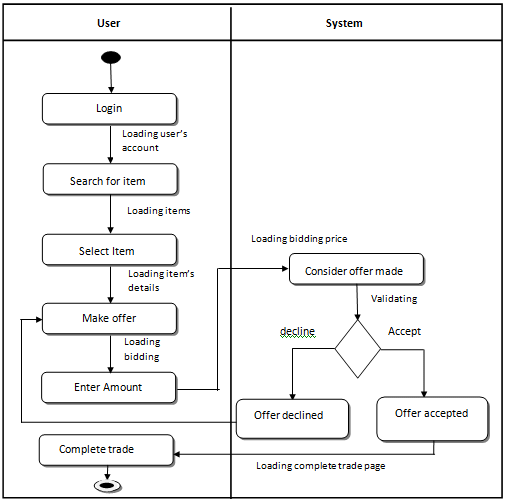 User
System
Login
Loading user's
account
Search for item
Loading items
Select Item
Loading item's
details
Make offer
Loading
bidding
Enter Amount
Loading bidding price
Consider offer made
Validating
decline
Accept
Offer declined
Offer accepted
Complete trade
Loading complete trade page